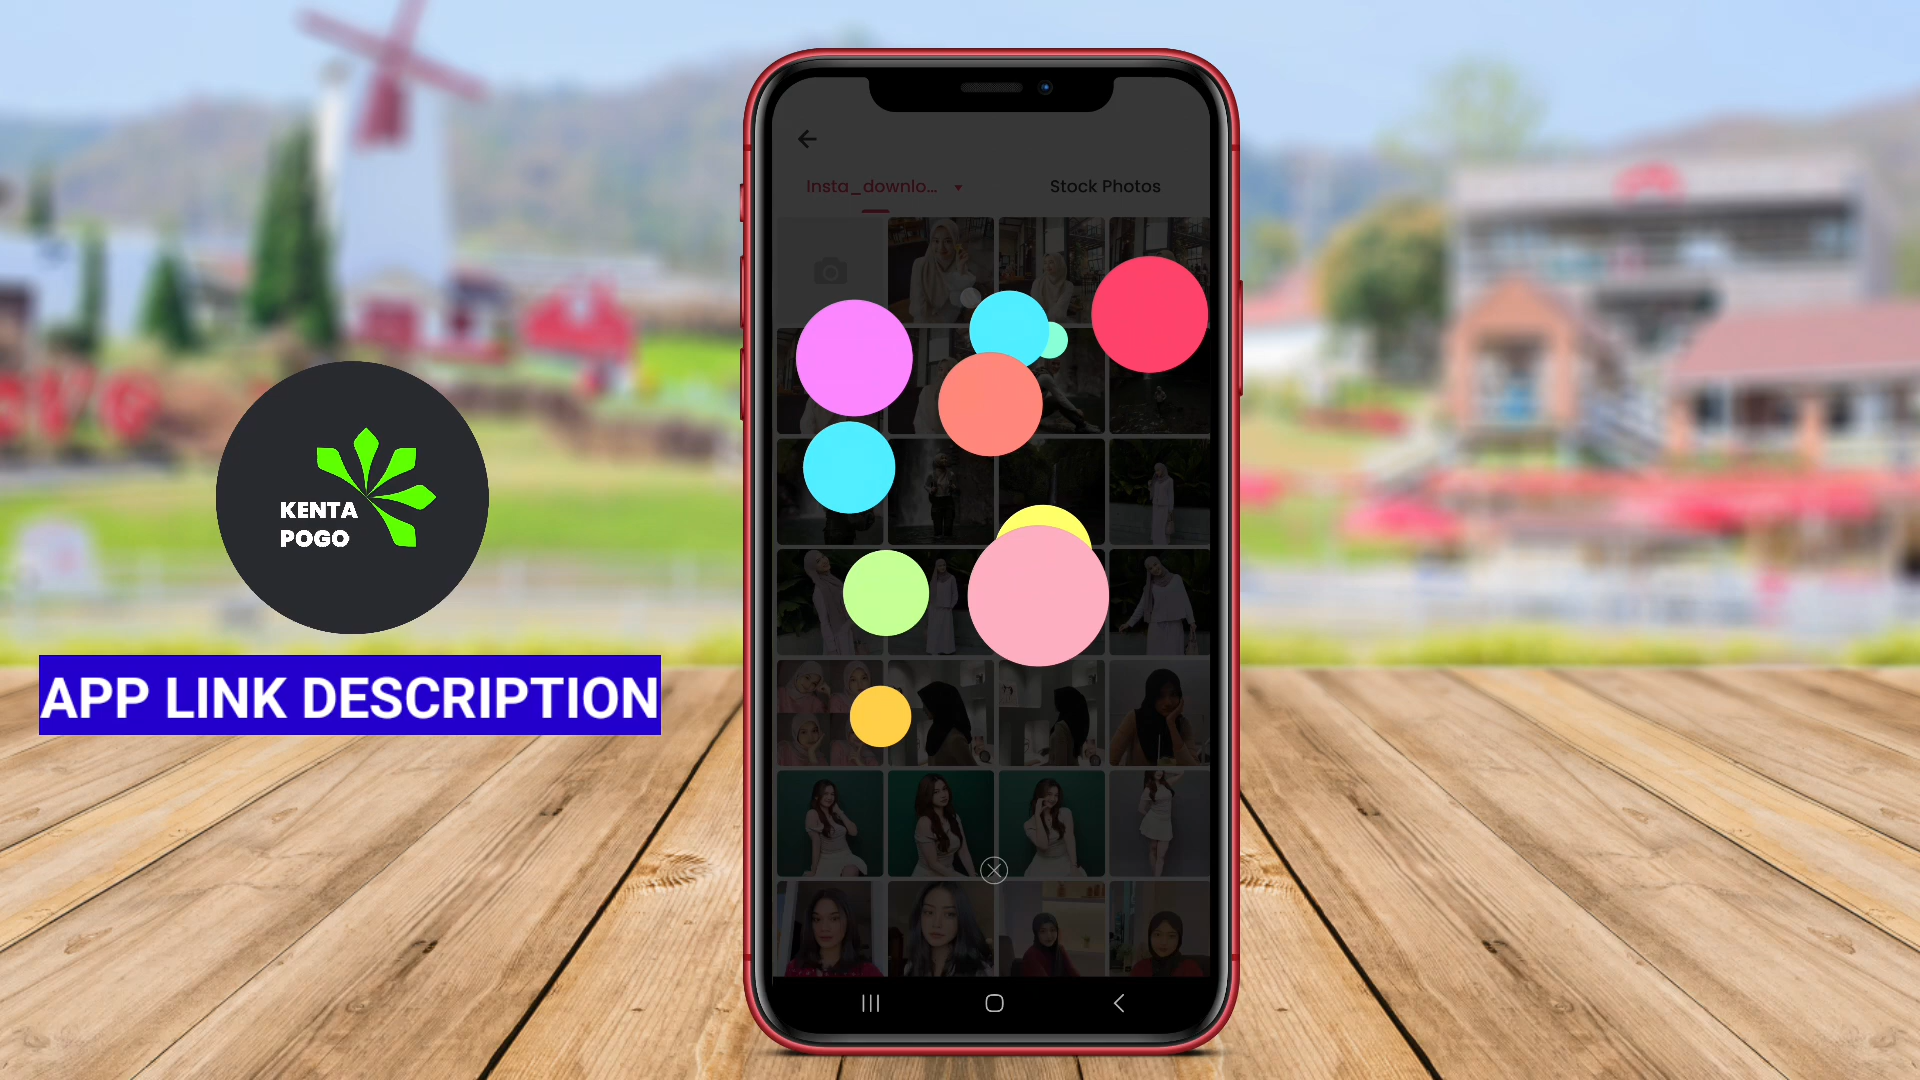 KENTA
POGO
APP LINK DESCRIPTION
Insta_downlo...
Stock Photos